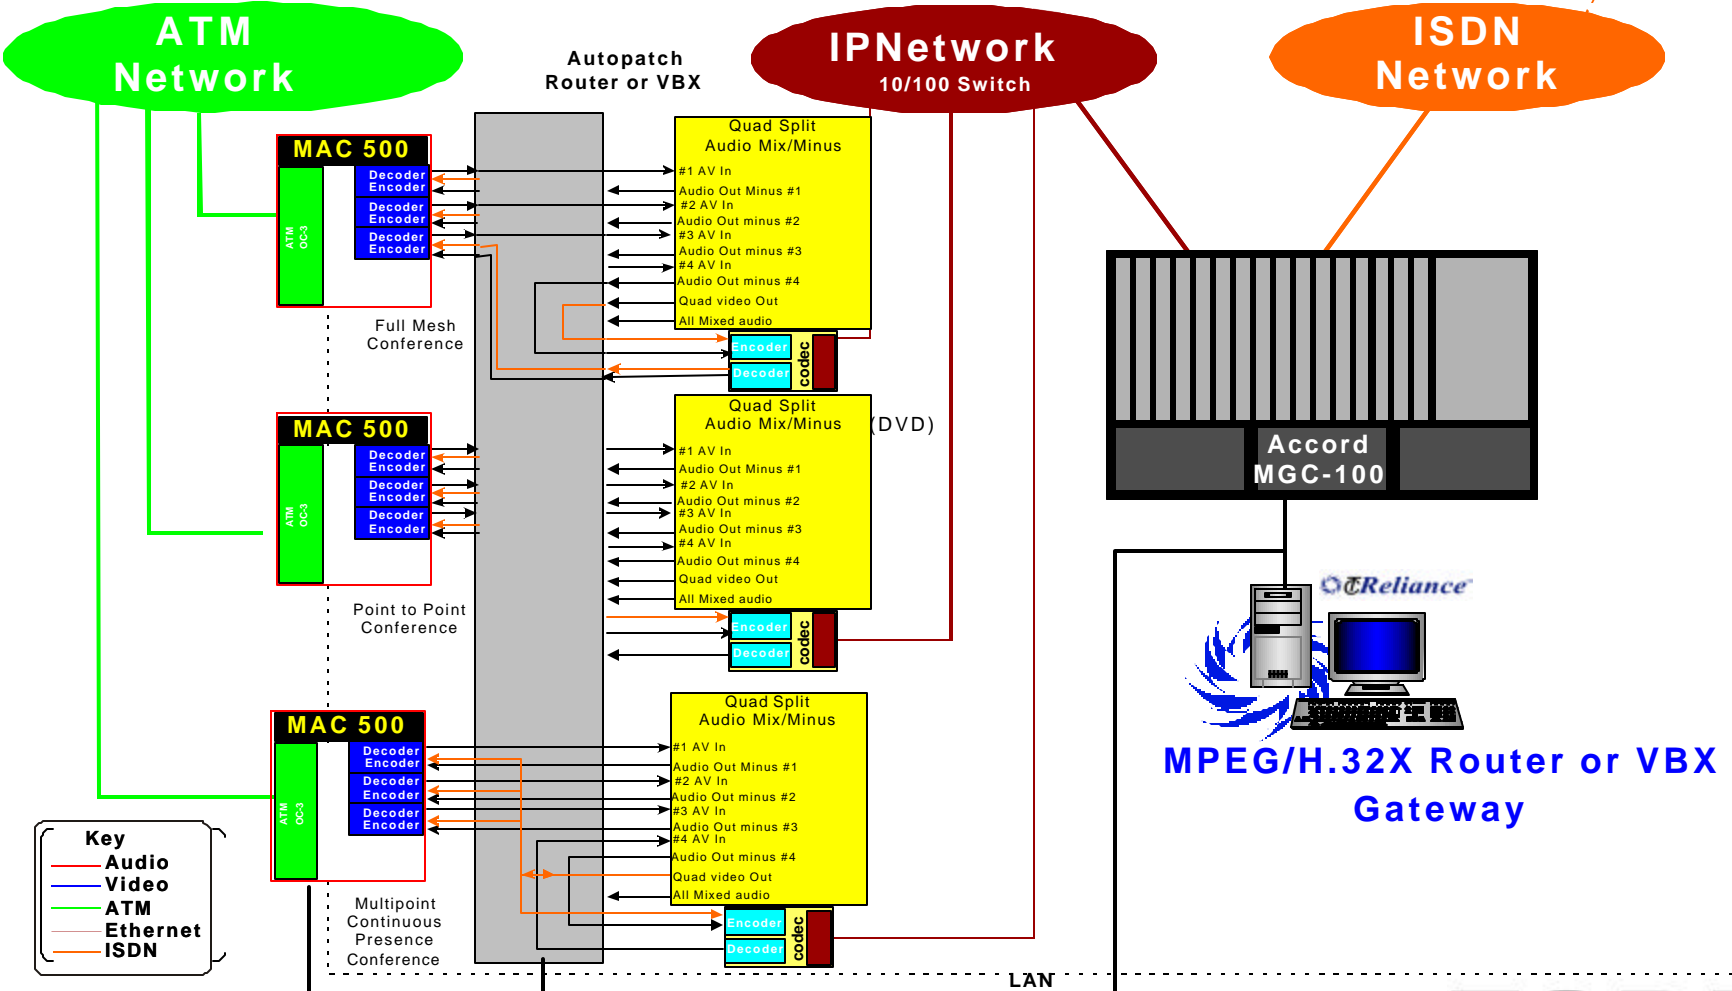 ATM
Network
Autopatch
Router or VBX
IPNetwork
10/100 Switch
ISDN
Network
MAC 500
ATM
OC-3
Decoder
Encoder
Decoder
Encoder
Decoder
Encoder
Full Mesh
Conference
Quad Split
Audio Mix/Minus
#1 AV In
Audio Out Minus #1
#2 AV In
Audio Out minus #2
#3 AV In
Audio Out minus #3
#4 AV In
Audio Out minus #4
Quad video Out
All Mixed audio
Encoder
Decoder
codec
MAC 500
ATM
OC-3
Decoder
Encoder
Decoder
Encoder
Decoder
Encoder
Point to Point
Conference
Quad Split
Audio Mix/Minus
(DVD)
#1 AV In
Audio Out Minus #1
#2 AV In
Audio Out minus #2
#3 AV In
Audio Out minus #3
#4 AV In
Audio Out minus #4
Quad video Out
All Mixed audio
Encoder
Decoder
codec
MAC 500
ATM
OC-3
Decoder
Encoder
Decoder
Encoder
Decoder
Encoder
Multipoint
Continuous
Presence
Conference
Quad Split
Audio Mix/Minus
#1 AV In
Audio Out Minus #1
#2 AV In
Audio Out minus #2
#3 AV In
Audio Out minus #3
#4 AV In
Audio Out minus #4
Quad video Out
All Mixed audio
Encoder
Decoder
codec
Accord
MGC-100
Reliance
MPEG/H.32X Router or VBX
Gateway
Key
Audio
Video
ATM
Ethernet
ISDN
LAN